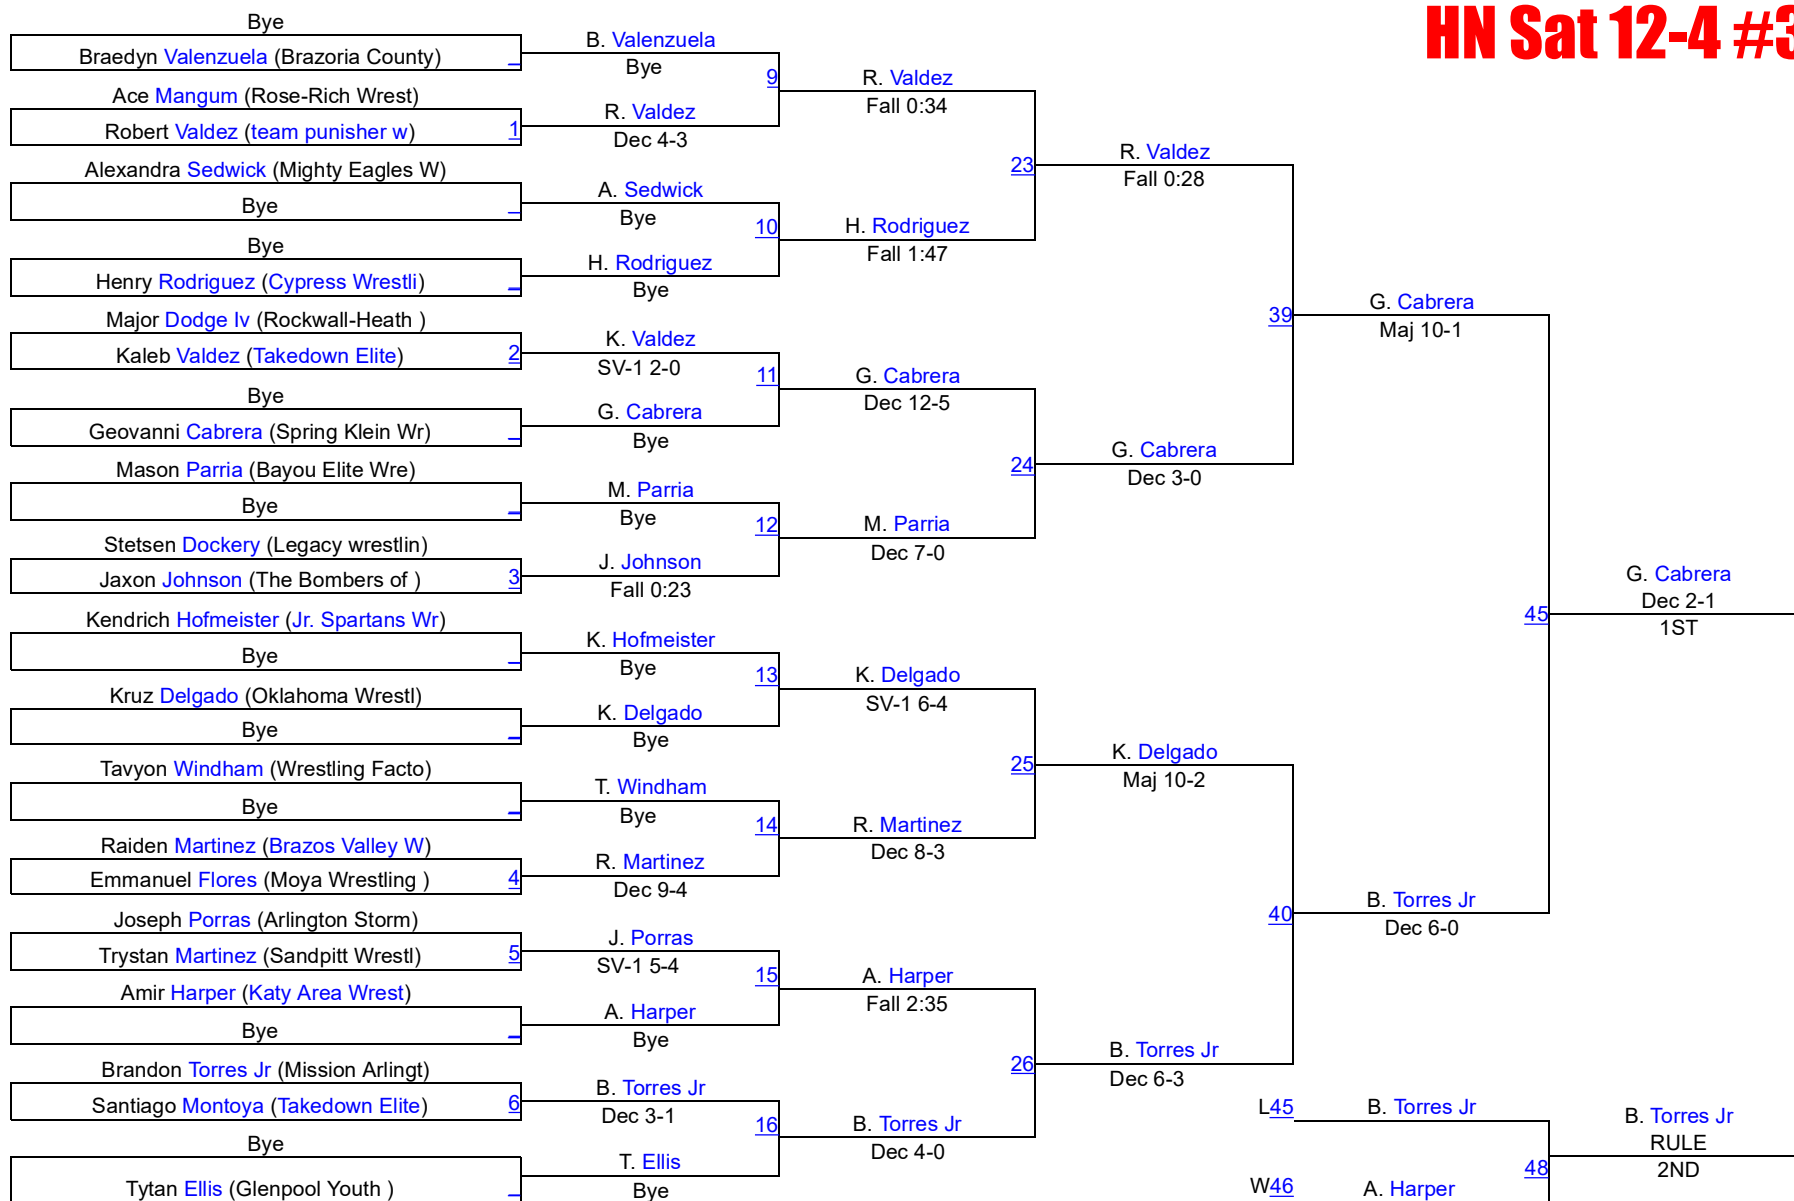 HN Sat 12-4 #3
Bye
Braedyn Valenzuela (Brazoria County)
Ace Mangum (Rose-Rich Wrest)
Robert Valdez (team punisher w) 1
Alexandra Sedwick (Mighty Eagles W)
Bye
Bye
Henry Rodriguez (Cypress Wrestli)
Major Dodge Iv (Rockwall-Heath )
Kaleb Valdez (Takedown Elite) 2
Bye
Geovanni Cabrera (Spring Klein Wr)
Mason Parria (Bayou Elite Wre)
Bye
Stetsen Dockery (Legacy wrestlin)
Jaxon Johnson (The Bombers of ) 3
Kendrich Hofmeister (Jr. Spartans Wr)
Bye
Kruz Delgado (Oklahoma Wrestl)
Bye
Tavyon Windham (Wrestling Facto)
Bye
Raiden Martinez (Brazos Valley W)
Emmanuel Flores (Moya Wrestling ) 4
Joseph Porras (Arlington Storm)
Trystan Martinez (Sandpitt Wrestl) 5
Amir Harper (Katy Area Wrest)
Bye
Brandon Torres Jr (Mission Arlingt)
Santiago Montoya (Takedown Elite) 6
Bye
Tytan Ellis (Glenpool Youth )
B. Valenzuela
Bye
9
R. Valdez
Dec 4-3
A. Sedwick
Bye
10
H. Rodriguez
Bye
K. Valdez
SV-1 2-0
11
G. Cabrera
Bye
M. Parria
Bye
12
J. Johnson
Fall 0:23
K. Hofmeister
Bye
13
K. Delgado
Bye
T. Windham
Bye
14
R. Martinez
Dec 9-4
J. Porras
SV-1 5-4
15
A. Harper
Bye
B. Torres Jr
Dec 3-1
16
T. Ellis
Bye
R. Valdez
Fall 0:34
23
H. Rodriguez
Fall 1:47
G. Cabrera
Dec 12-5
24
M. Parria
Dec 7-0
K. Delgado
SV-1 6-4
25
R. Martinez
Dec 8-3
A. Harper
Fall 2:35
26
B. Torres Jr
Dec 4-0
R. Valdez
Fall 0:28
39
G. Cabrera
Dec 3-0
K. Delgado
Maj 10-2
40
B. Torres Jr
Dec 6-3
G. Cabrera
Maj 10-1
45
B. Torres Jr
Dec 6-0
G. Cabrera
Dec 2-1
1ST
L45 B. Torres Jr
48
W46 A. Harper
B. Torres Jr
RULE
2ND